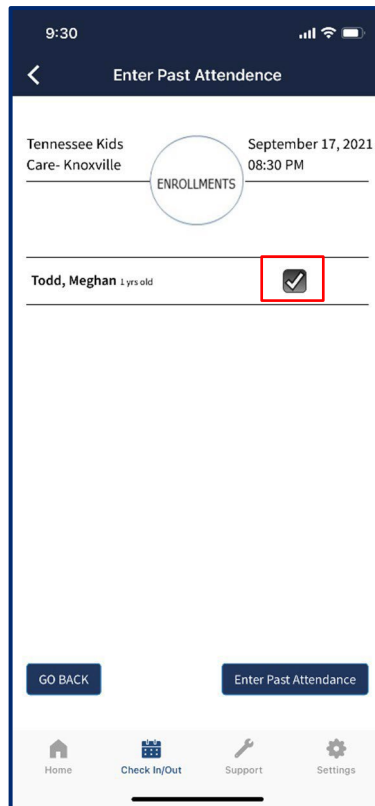 9:30
Enter Past Attendence
Tennessee Kids
Care- Knoxville
ENROLLMENTS
September 17, 2021
08:30 PM
Todd, Meghan 1 yrs old
GO BACK
Enter Past Attendance
Home
Check In/Out
Support
Settings